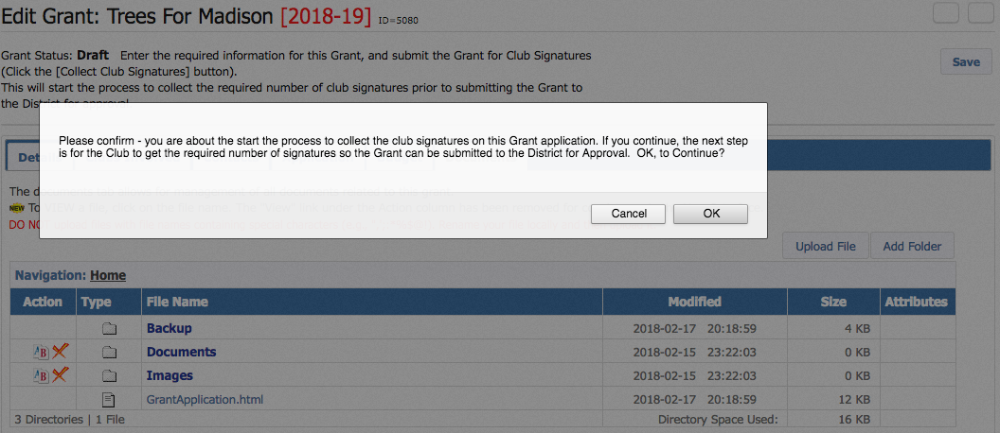 Edit Grant: Trees For Madison [2018-19] ID=5080
Grant Status: Draft Enter the required information for this Grant, and submit the Grant for Club Signatures
(Click the [Collect Club Signatures] button).
Save
This will start the process to collect the required number of club signatures prior to submitting the Grant to
the District for approval
Please confirm - you are about the start the process to collect the club signatures on this Grant application. If you continue, the next step
is for the Club to get the required number of signatures so the Grant can be submitted to the District for Approval. OK, to Continue?
The
NEW To
DO NO
Cancel OK
Upload File Add Folder
Navigation: Home
Action Type File Name Modified Size Attributes
Backup 2018-02-17 20:18:59 4 KB
AB Documents 2018-02-15 23:22:03 0 KB
AB Images 2018-02-15 23:22:03 0 KB
GrantApplication.html 2018-02-17 20:18:59 12 KB
3 Directories | 1 File Directory Space Used: 16 KB